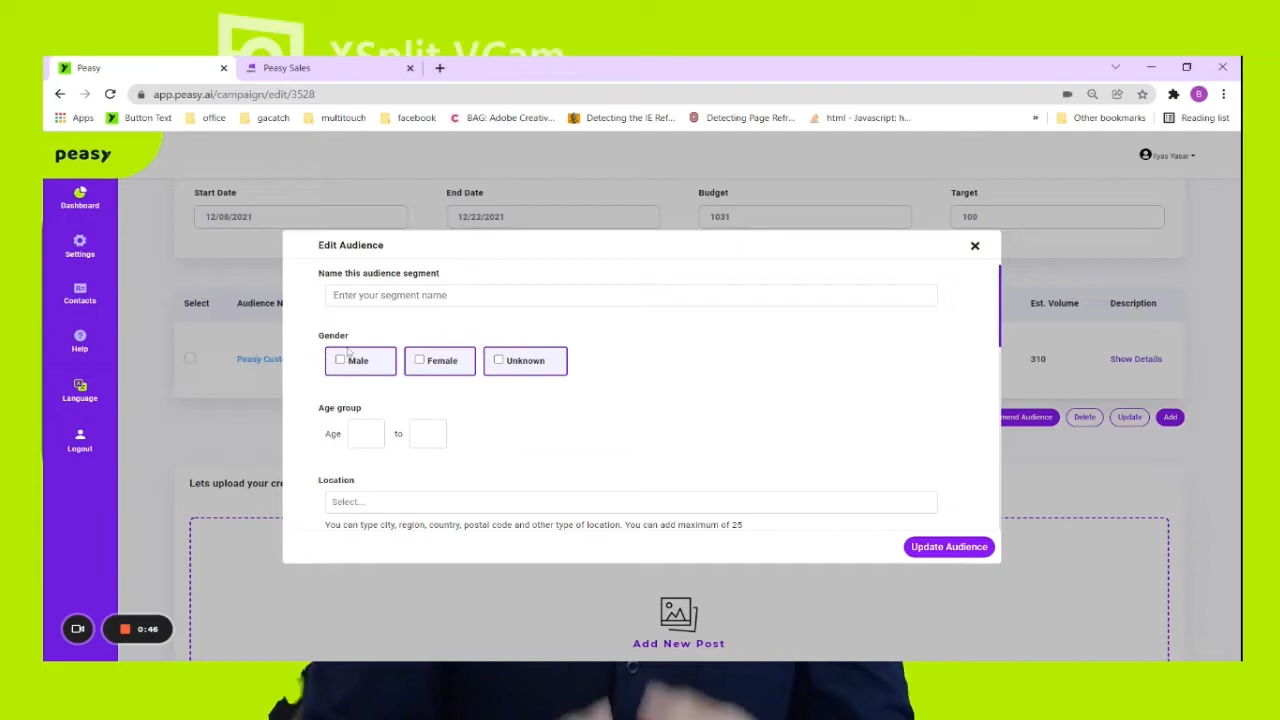 XSplit VCam
Peasy
Peasy Sales
app.peasy.ai/campaign/edit/3528
Apps
Button Text
office
gacatch
multitouch
facebook
BAG: Adobe Creativ...
Detecting the IE Ref...
Detecting Page Refr...
html - Javascript: h...
»
Other bookmarks
Reading list
B
peasy
Ilyas Yasar
Dashboard
Settings
Contacts
Help
Language
Logout
Start Date
End Date
Budget
Target
12/08/2021
12/22/2021
1031
100
Edit Audience
Name this audience segment
Enter your segment name
Gender
Male
Female
Unknown
Age group
Age
to
Location
Select...
You can type city, region, country, postal code and other type of location. You can add maximum of 25
Update Audience
Select
Audience N
Est. Volume
Description
Peasy Cust
310
Show Details
mend Audience
Delete
Update
Add
Lets upload your cre
Add New Post
0:46